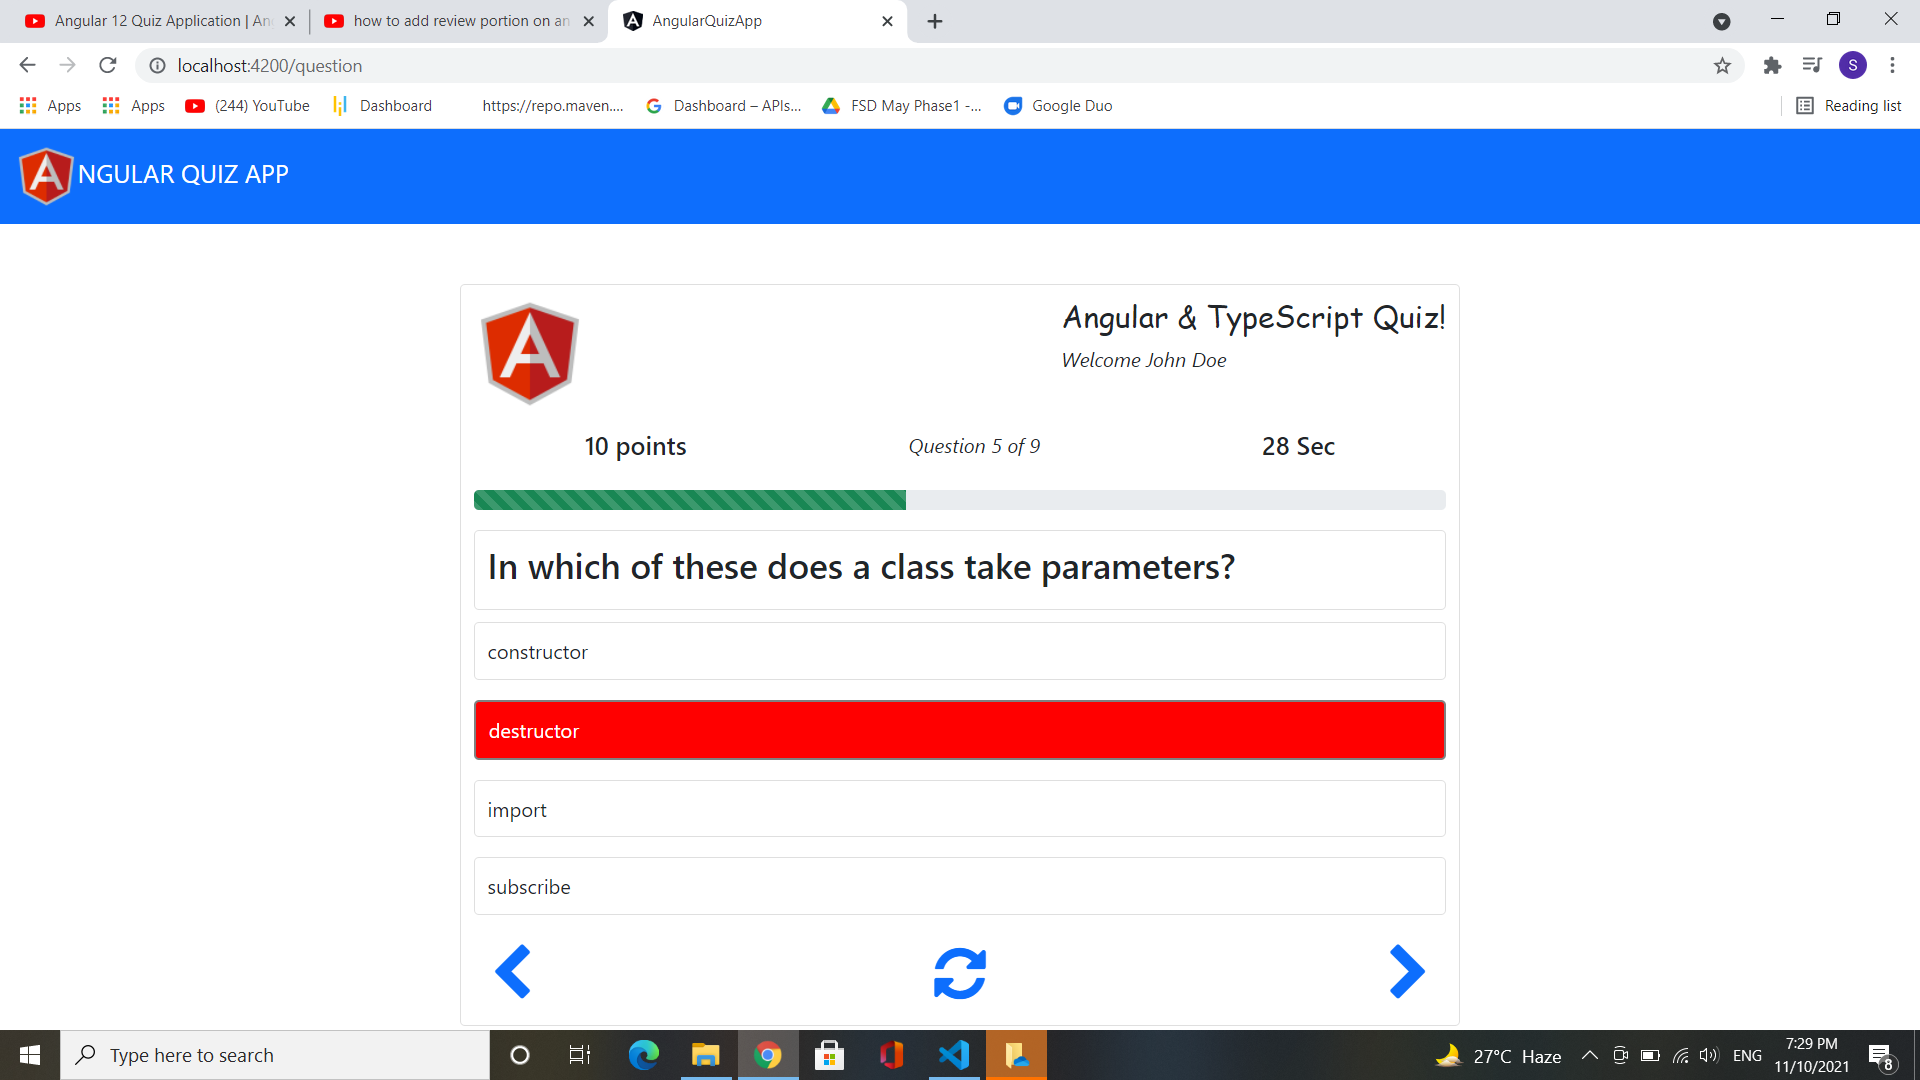 Angular 12 Quiz Application | An
how to add review portion on an
AngularQuizApp
localhost:4200/question
S
Apps
Apps
(244) YouTube
Dashboard
https://repo.maven....
Dashboard – APIs...
FSD May Phase1 -...
Google Duo
Reading list
NGULAR QUIZ APP
Angular & TypeScript Quiz!
Welcome John Doe
10 points
Question 5 of 9
28 Sec
In which of these does a class take parameters?
constructor
destructor
import
subscribe
Type here to search
27°C Haze
ENG
7:29 PM
11/10/2021
8